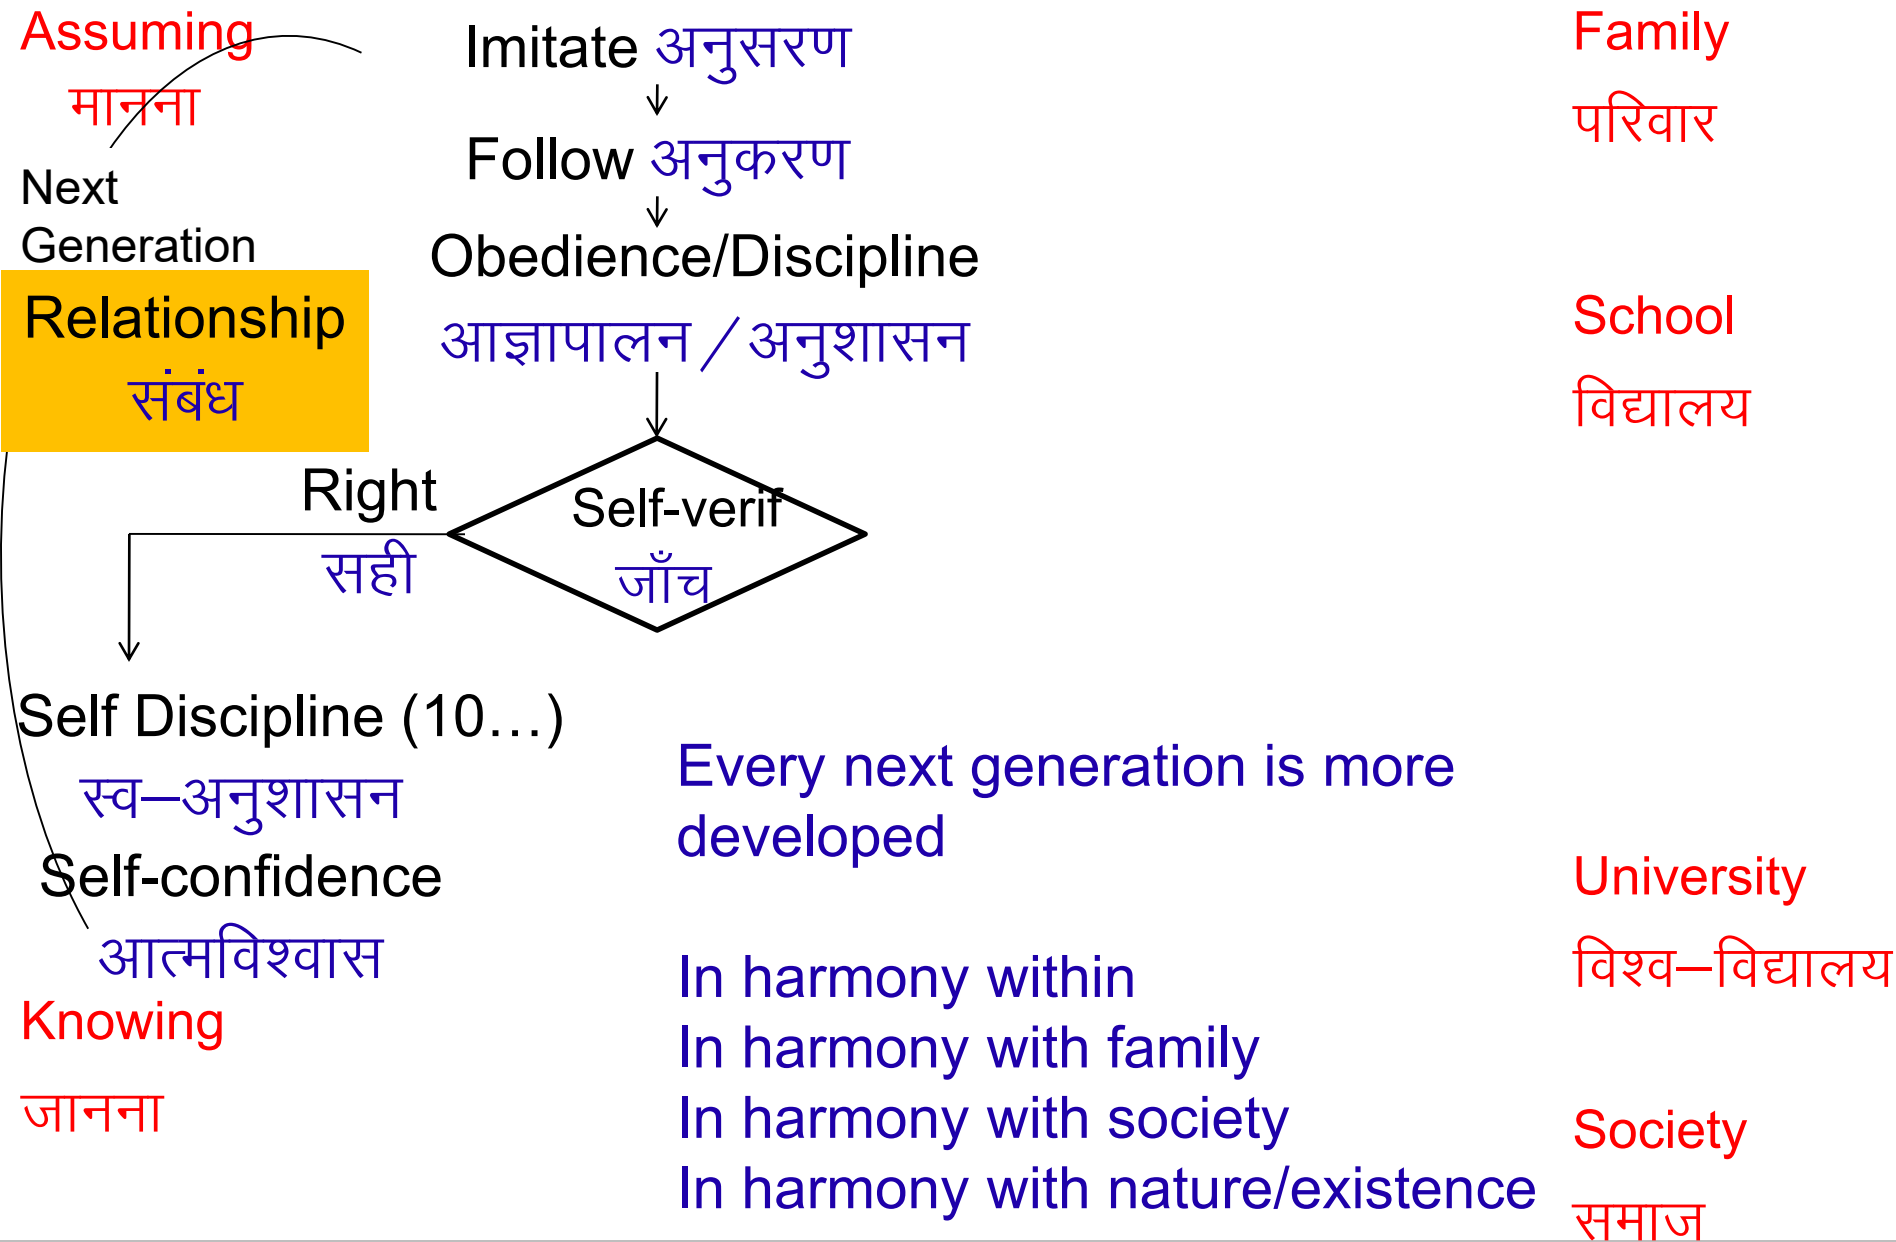 Assuming
मानना
Next
Generation
Relationship
संबंध
Imitate अनुसरण
Follow अनुकरण
Obedience/Discipline
आज्ञापालन / अनुशासन
Right
सही
Self-verif
जाँच
Self Discipline (10…)
स्व–अनुशासन
Self-confidence
आत्मविश्वास
Knowing
जानना
Every next generation is more
developed
In harmony within
In harmony with family
In harmony with society
In harmony with nature/existence
Family
परिवार
School
विद्यालय
University
विश्व–विद्यालय
Society
समाज